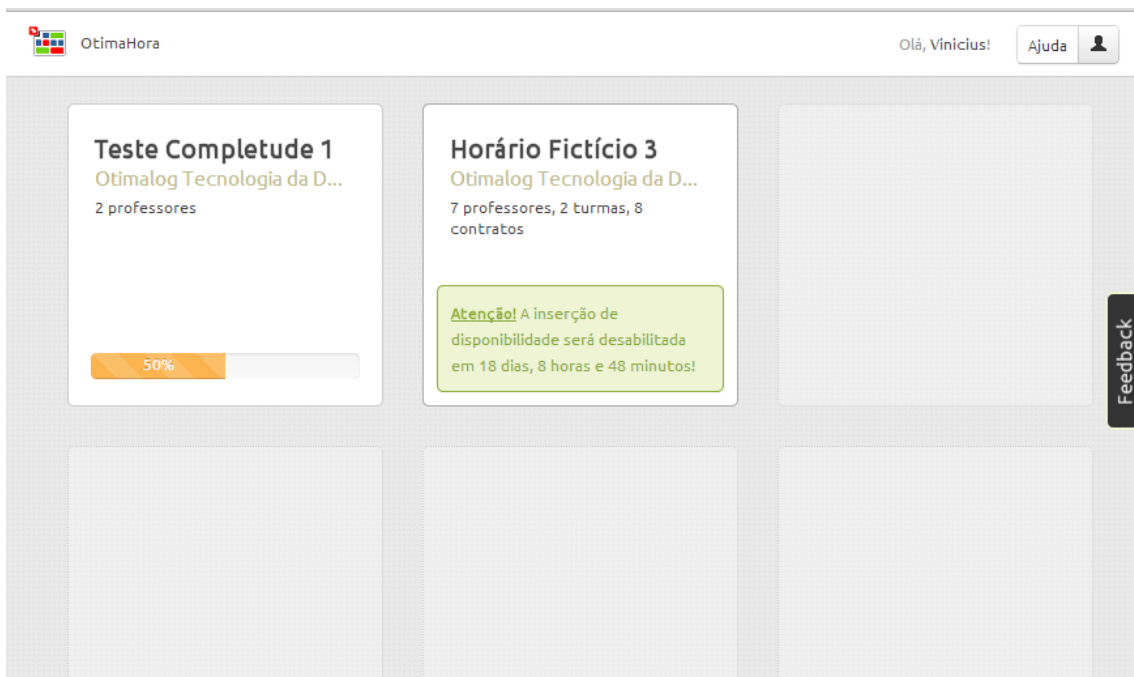 OtimaHora
Olá, Vinicius!
Ajuda
Teste Completude 1
Otimalog Tecnologia da D...
2 professores
50%
Horário Fictício 3
Otimalog Tecnologia da D...
7 professores, 2 turmas, 8
contratos
Atenção! A inserção de
disponibilidade será desabilitada
em 18 dias, 8 horas e 48 minutos!
Feedback